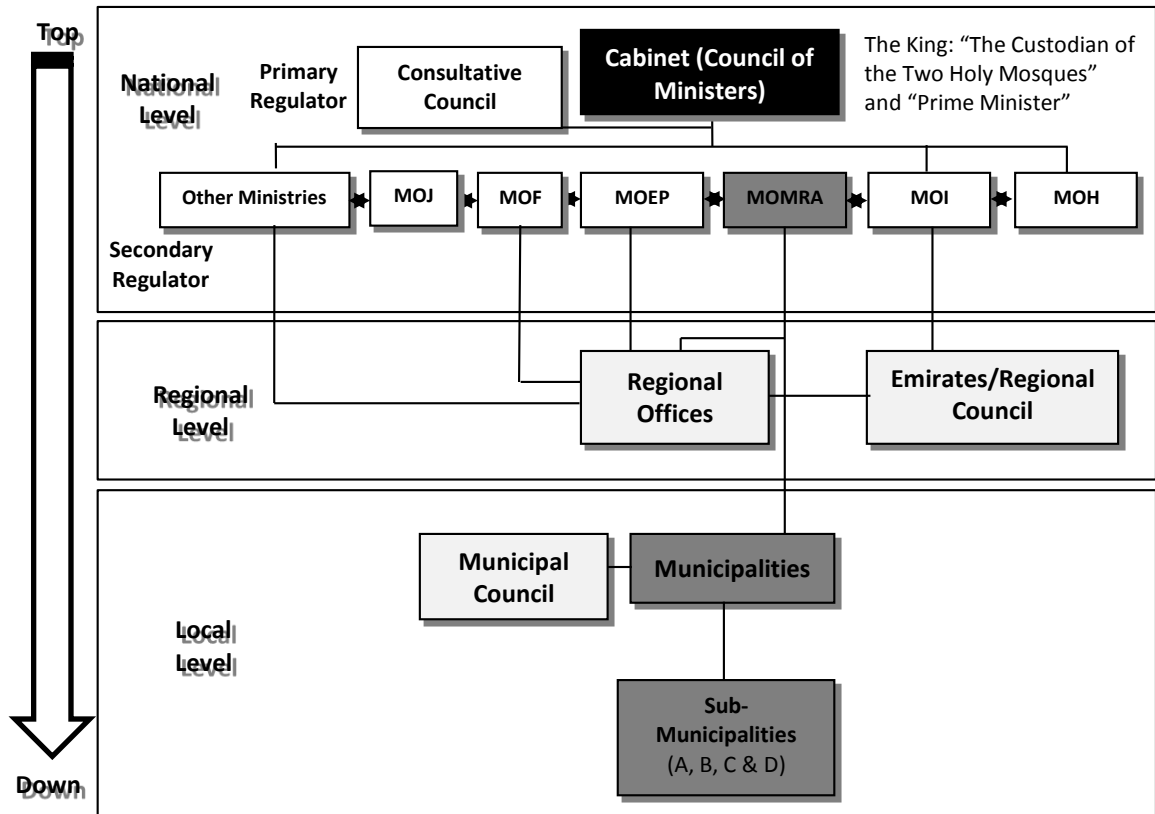 Top
National
Level
Primary
Regulator
Consultative
Council
Cabinet (Council of
Ministers)
The King: “The Custodian of
the Two Holy Mosques”
and “Prime Minister”
Other Ministries
MOJ
MOF
MOEP
MOMRA
MOI
MOH
Secondary
Regulator
Regional
Level
Regional
Offices
Emirates/Regional
Council
Local
Level
Municipal
Council
Municipalities
Sub-
Municipalities
(A, B, C & D)
Down